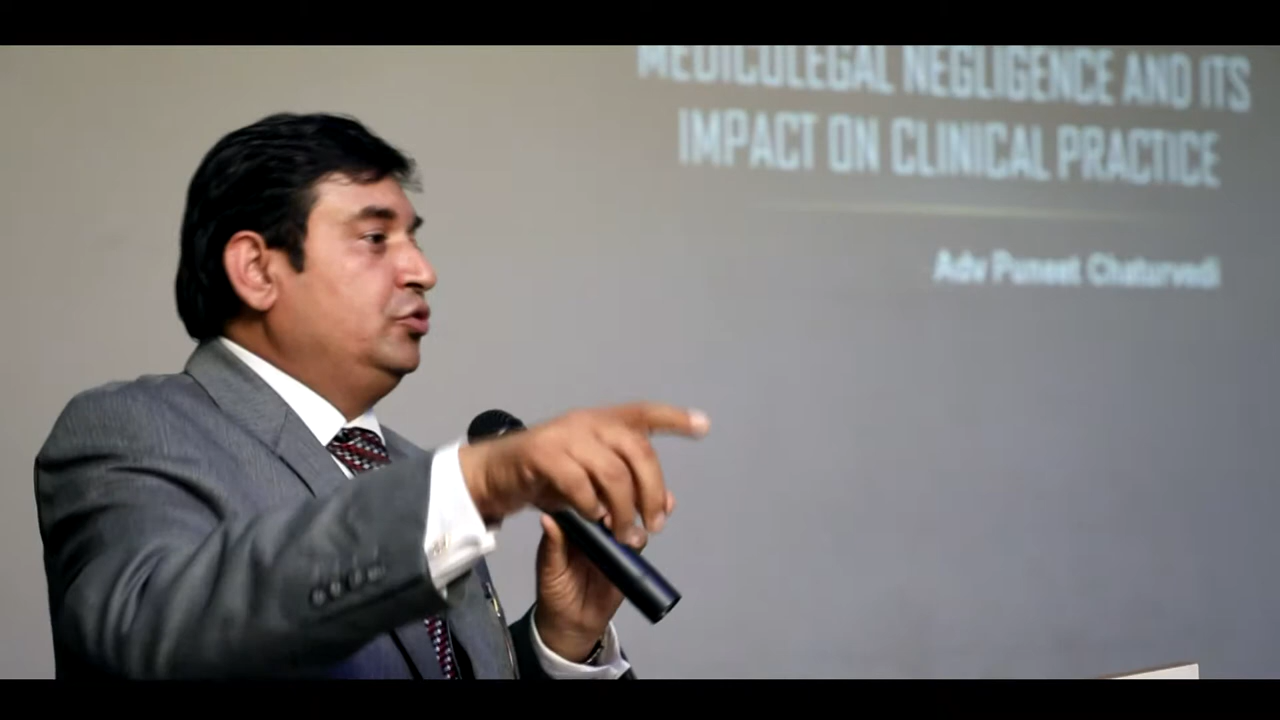 MEDICOLEGAL NEGLIGENCE AND ITS
IMPACT ON CLINICAL PRACTICE
Adv Puneet Chaturvedi